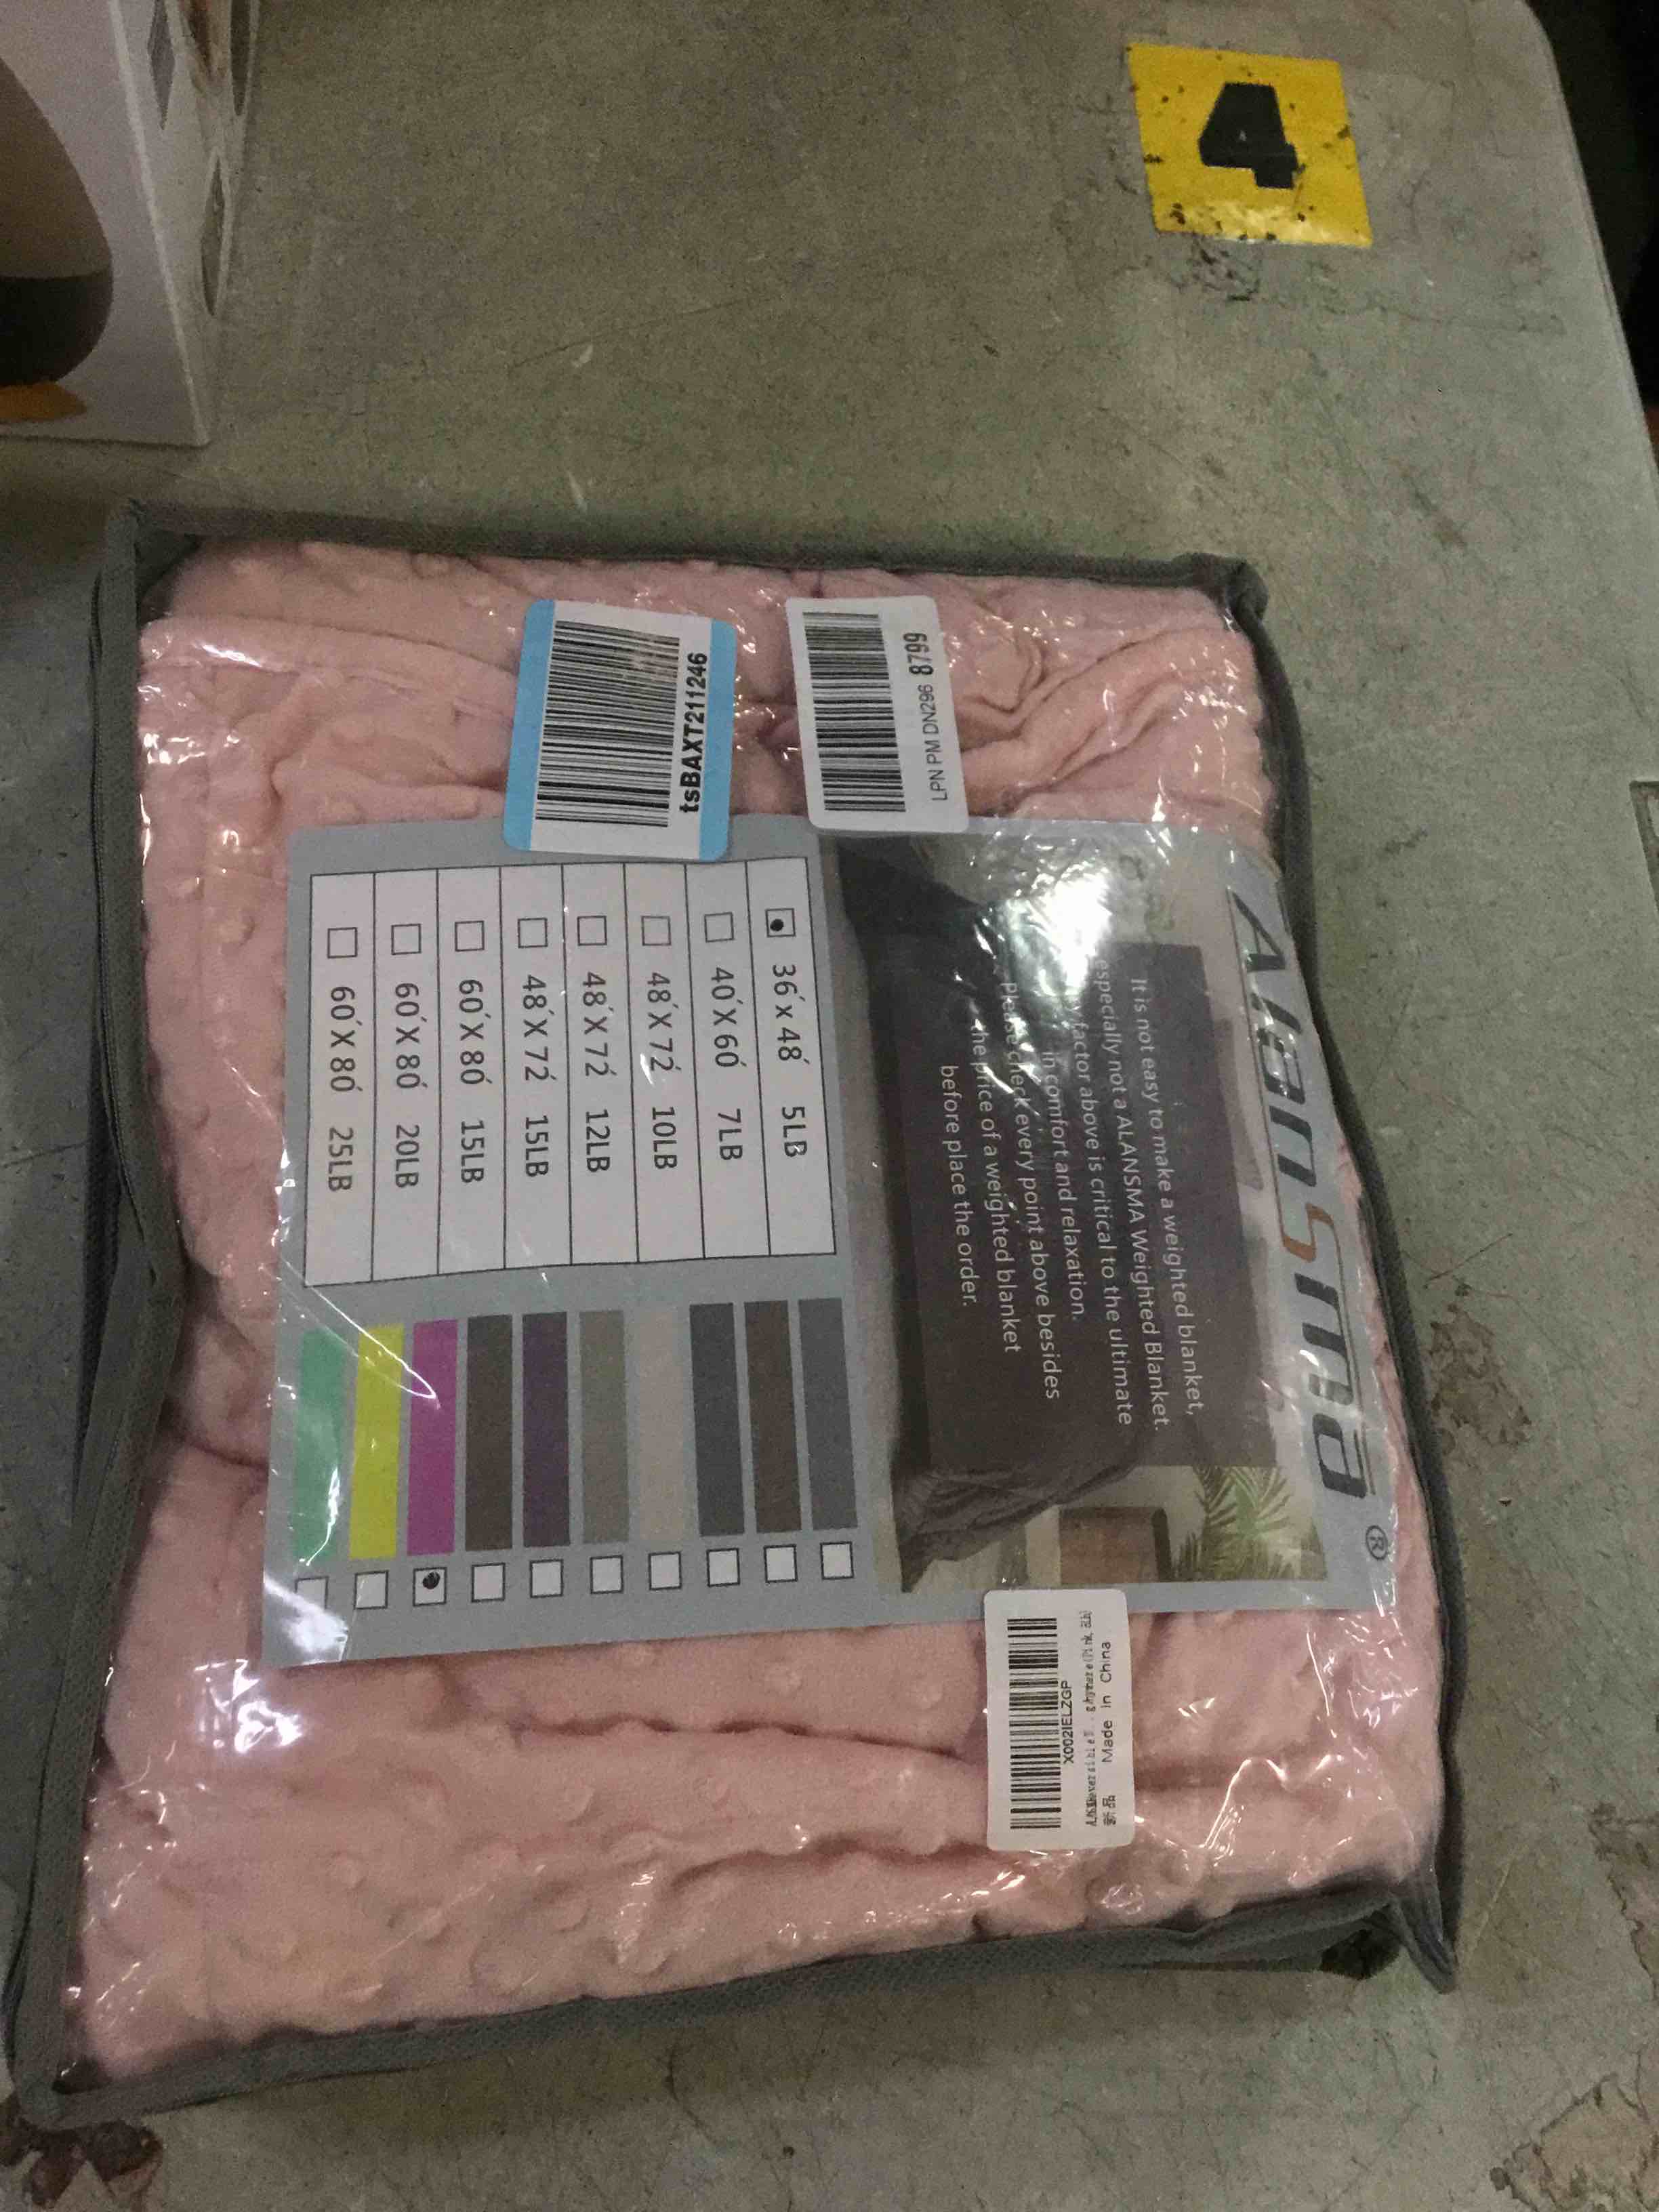 4
tsBAXT211246
LPN PM DN296 8799
AlanSma®
It is not easy to make a weighted blanket,
especially not a ALANSMA Weighted Blanket.
factor above is critical to the ultimate
in comfort and relaxation.
Please check every point above besides
the price of a weighted blanket
before place the order.
36´x 48´ 5LB
40´X 60´ 7LB
48´X 72´ 10LB
48´X 72´ 12LB
48´X 72´ 15LB
60´X 80´ 15LB
60´X 80´ 20LB
60´X 80´ 25LB
X002IELZGP
新品 Made in China